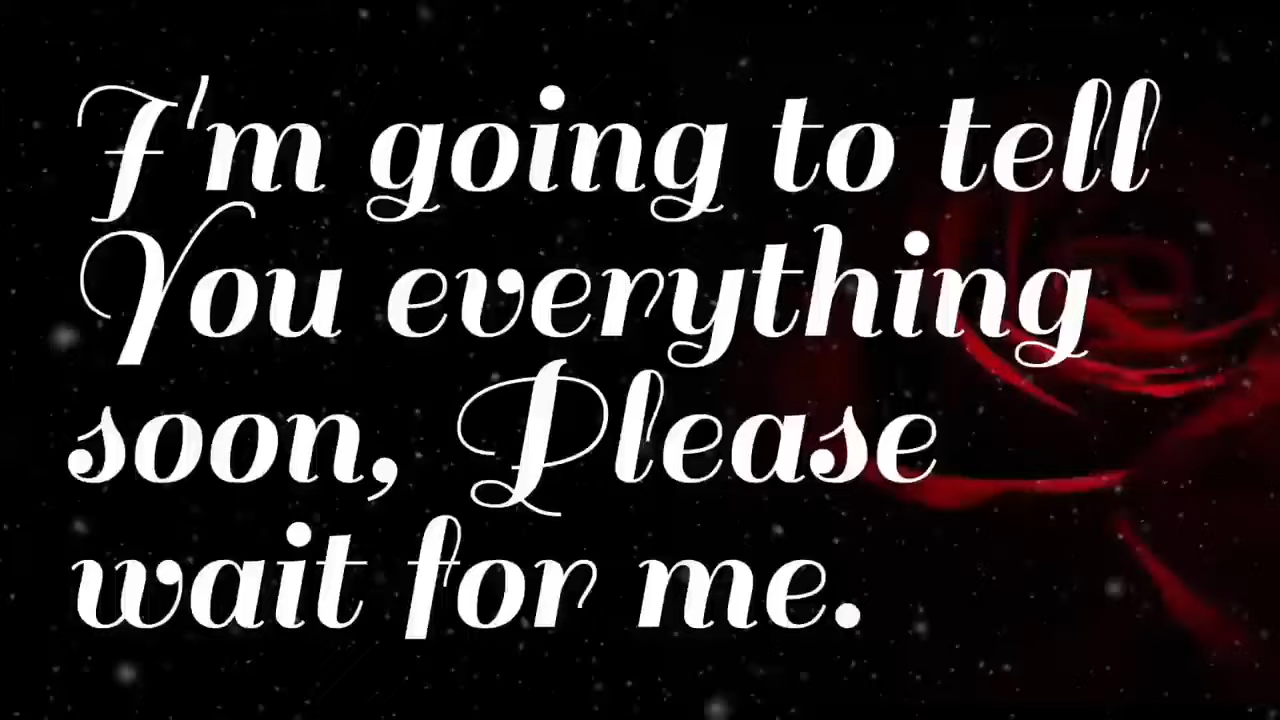 I'm going to tell
You everything
soon, Please
wait for me.